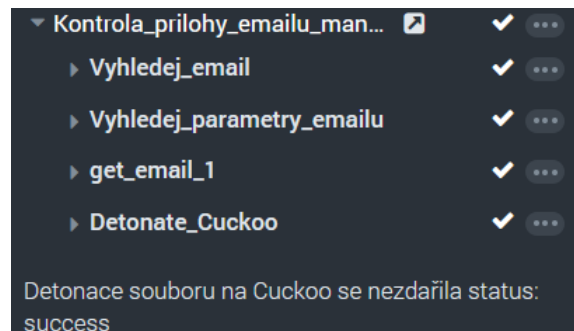 Kontrola_prilohy_emailu_man...
Vyhledej_email
Vyhledej_parametry_emailu
get_email_1
Detonate_Cuckoo
Detonace souboru na Cuckoo se nezdařila status:
success